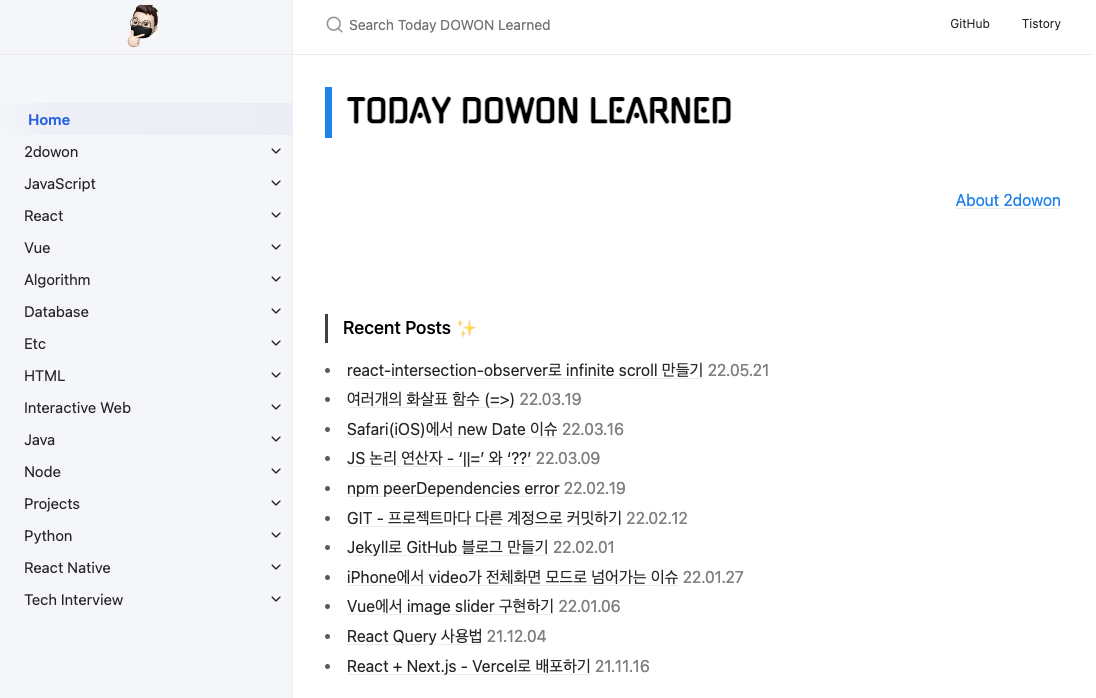 Search Today DOWON Learned
GitHub
Tistory
Home
2dowon
JavaScript
React
Vue
Algorithm
Database
Etc
HTML
Interactive Web
Java
Node
Projects
Python
React Native
Tech Interview
TODAY DOWON LEARNED
About 2dowon
Recent Posts ✨
• react-intersection-observer로 infinite scroll 만들기 22.05.21
• 여러개의 화살표 함수 (=>) 22.03.19
• Safari(iOS)에서 new Date 이슈 22.03.16
• JS 논리 연산자 - ‘||=’ 와 ‘??’ 22.03.09
• npm peerDependencies error 22.02.19
• GIT - 프로젝트마다 다른 계정으로 커밋하기 22.02.12
• Jekyll로 GitHub 블로그 만들기 22.02.01
• iPhone에서 video가 전체화면 모드로 넘어가는 이슈 22.01.27
• Vue에서 image slider 구현하기 22.01.06
• React Query 사용법 21.12.04
• React + Next.js - Vercel로 배포하기 21.11.16